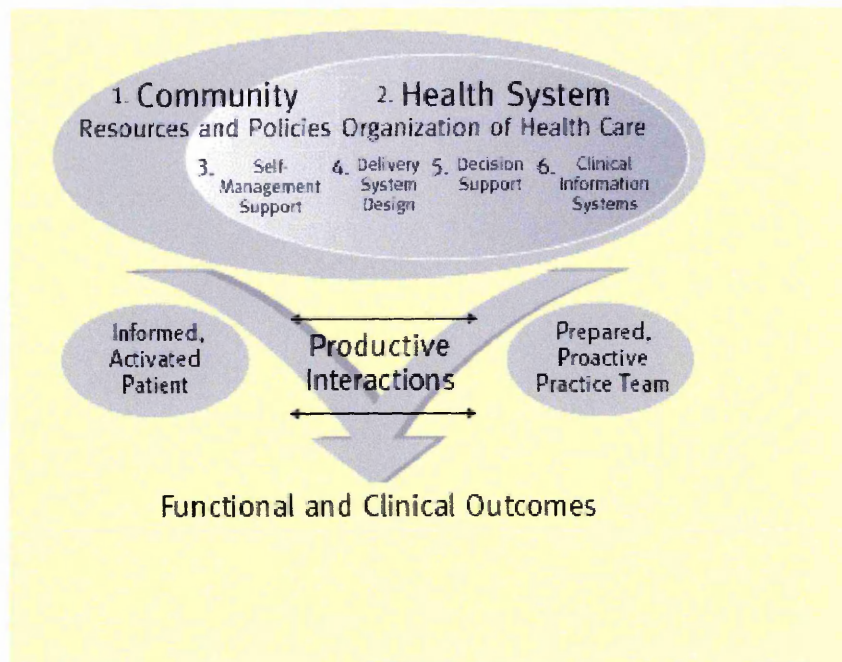 1. Community 2. Health System
Resources and Policies Organization of Health Care
3. Self-Management Support
4. Delivery System Design
5. Decision Support
6. Clinical Information Systems
Informed, Activated Patient
Productive Interactions
Prepared, Proactive Practice Team
Functional and Clinical Outcomes